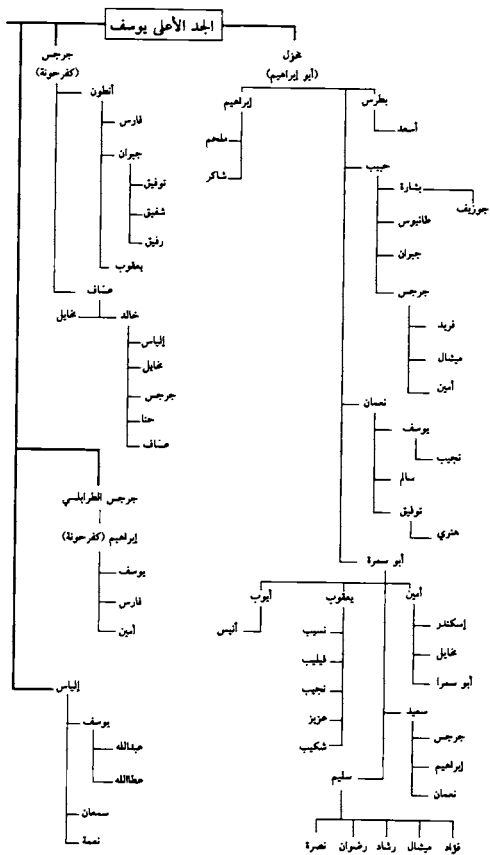 الجد الأعلى يوسف
مخول
(أبو إبراهيم)
بطرس
أسعد
إبراهيم
ملحم
شاكر
حبيب
بشارة
جوزيف
طانيوس
جبران
جرجس
فريد
ميشال
أمين
نعمان
يوسف
نجيب
سالم
توفيق
هنري
أبو سمرة
أمين
إسكندر
مخايل
أبو سمرا
يعقوب
نسيب
فيليب
نجيب
عزيز
شكيب
أيوب
أنيس
سعيد
جرجس
إبراهيم
نعمان
سليم
فؤاد
ميشال
رشاد
رضوان
نصرة
جرجس
(كفرحونة)
أنطون
فارس
جبران
توفيق
شفيق
رفيق
يعقوب
عساف
خالد
مخايل
إلياس
مخايل
جرجس
حنا
عساف
جرجس الطرابلسي
إبراهيم (كفرحونة)
يوسف
فارس
أمين
إلياس
يوسف
عبدالله
عطاالله
سمعان
نعمة